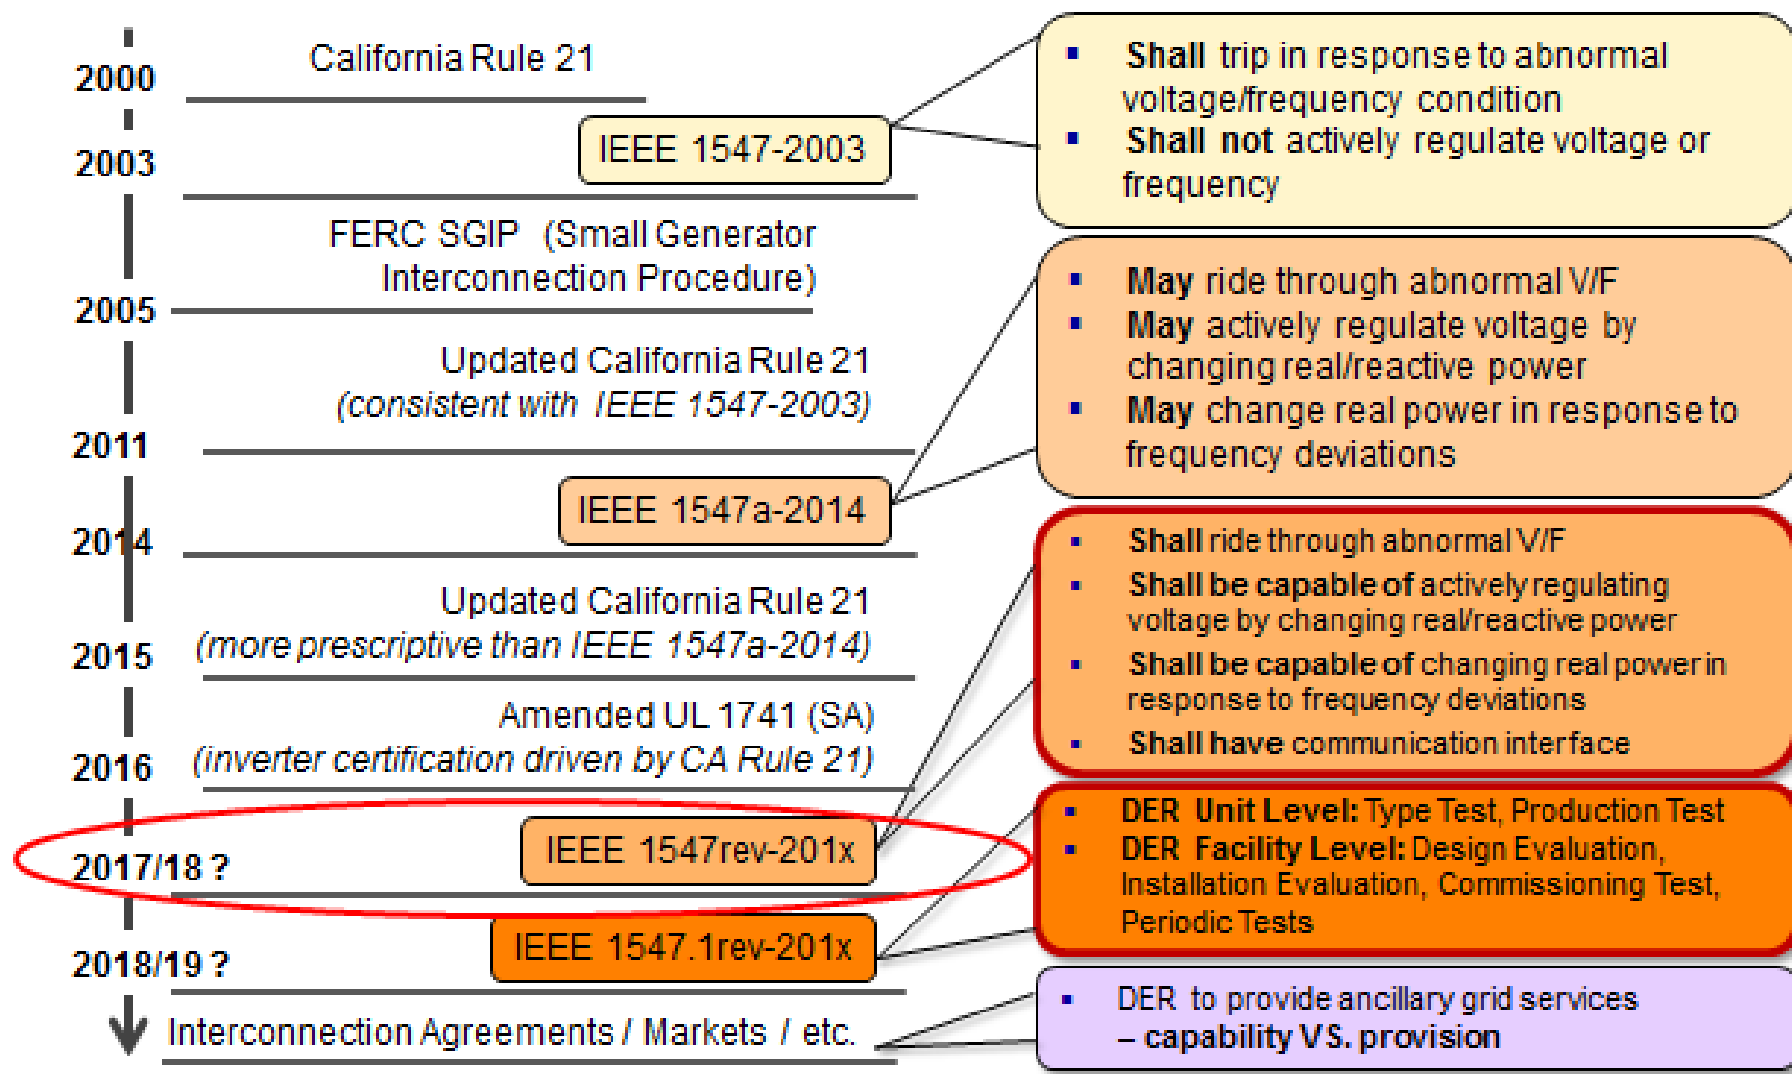 2000
California Rule 21
2003
IEEE 1547-2003
▪ Shall trip in response to abnormal
voltage/frequency condition
▪ Shall not actively regulate voltage or
frequency
FERC SGIP (Small Generator
Interconnection Procedure)
2005
Updated California Rule 21
(consistent with IEEE 1547-2003)
2011
IEEE 1547a-2014
▪ May ride through abnormal V/F
▪ May actively regulate voltage by
changing real/reactive power
▪ May change real power in response to
frequency deviations
2014
Updated California Rule 21
(more prescriptive than IEEE 1547a-2014)
2015
Amended UL 1741 (SA)
(inverter certification driven by CA Rule 21)
2016
IEEE 1547rev-201x
2017/18 ?
▪ Shall ride through abnormal V/F
▪ Shall be capable of actively regulating
voltage by changing real/reactive power
▪ Shall be capable of changing real power in
response to frequency deviations
▪ Shall have communication interface
IEEE 1547.1rev-201x
2018/19 ?
▪ DER Unit Level: Type Test, Production Test
▪ DER Facility Level: Design Evaluation,
Installation Evaluation, Commissioning Test,
Periodic Tests
Interconnection Agreements / Markets / etc.
▪ DER to provide ancillary grid services
– capability VS. provision